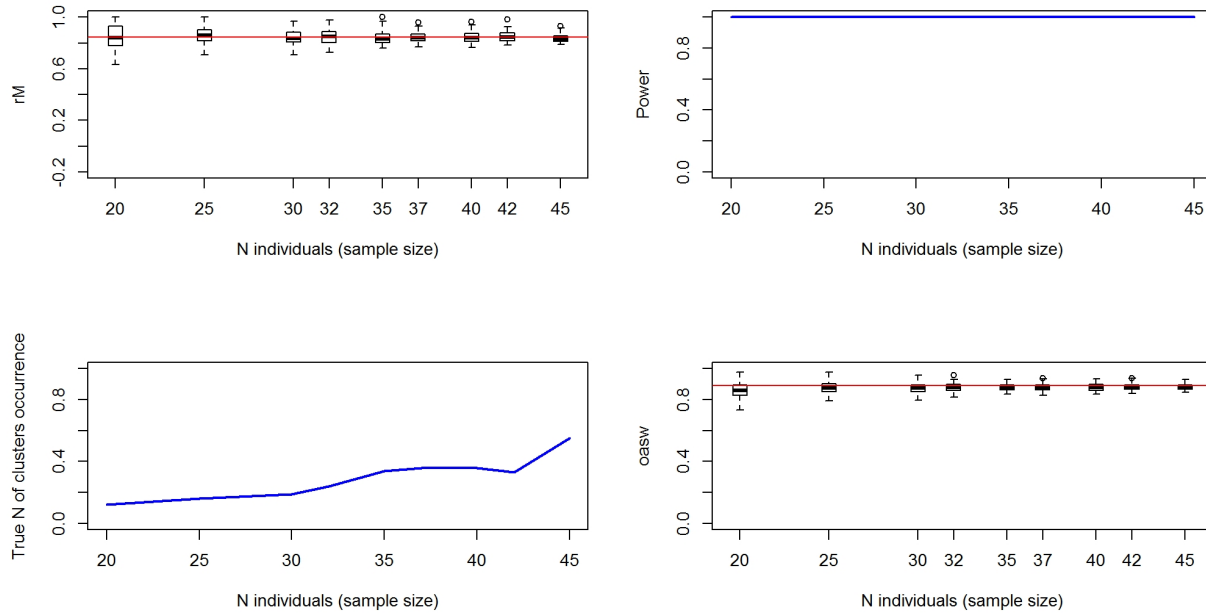 rM
1.0
0.6
0.2
-0.2
20 25 30 32 35 37 40 42 45
N individuals (sample size)
Power
0.8
0.4
0.0
20 25 30 35 40 45
N individuals (sample size)
True N of clusters occurrence
0.8
0.4
0.0
20 25 30 35 40 45
N individuals (sample size)
oasw
0.8
0.4
0.0
20 25 30 32 35 37 40 42 45
N individuals (sample size)